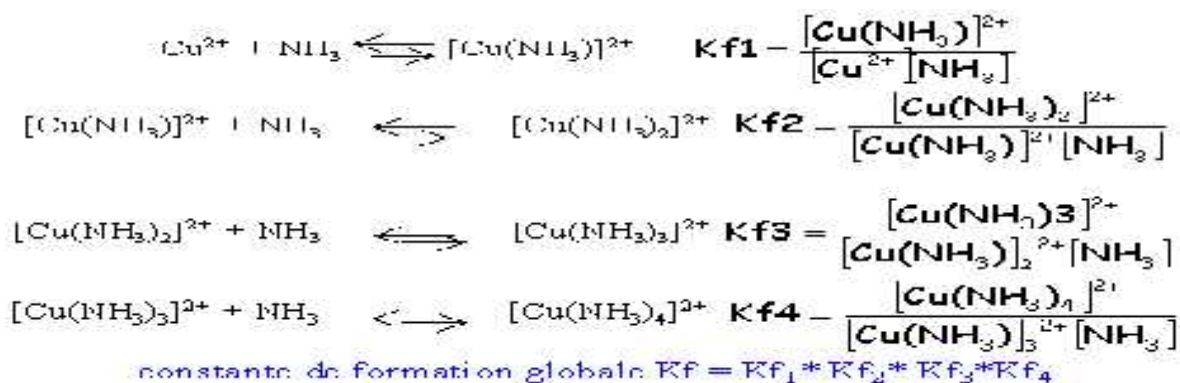 Cu²⁺ + NH₃ ⇌ [Cu(NH₃)]²⁺ Kf1 = [Cu(NH₃)]²⁺ / [Cu²⁺][NH₃]
[Cu(NH₃)]²⁺ + NH₃ ⇌ [Cu(NH₃)₂]²⁺ Kf2 = [Cu(NH₃)₂]²⁺ / [Cu(NH₃)]²⁺[NH₃]
[Cu(NH₃)₂]²⁺ + NH₃ ⇌ [Cu(NH₃)₃]²⁺ Kf3 = [Cu(NH₃)3]²⁺ / [Cu(NH₃)]₂²⁺[NH₃]
[Cu(NH₃)₃]²⁺ + NH₃ ⇌ [Cu(NH₃)₄]²⁺ Kf4 = [Cu(NH₃)₄]²⁺ / [Cu(NH₃)]₃²⁺[NH₃]
constante de formation globale Kf = Kf₁* Kf₂* Kf₃*Kf₄